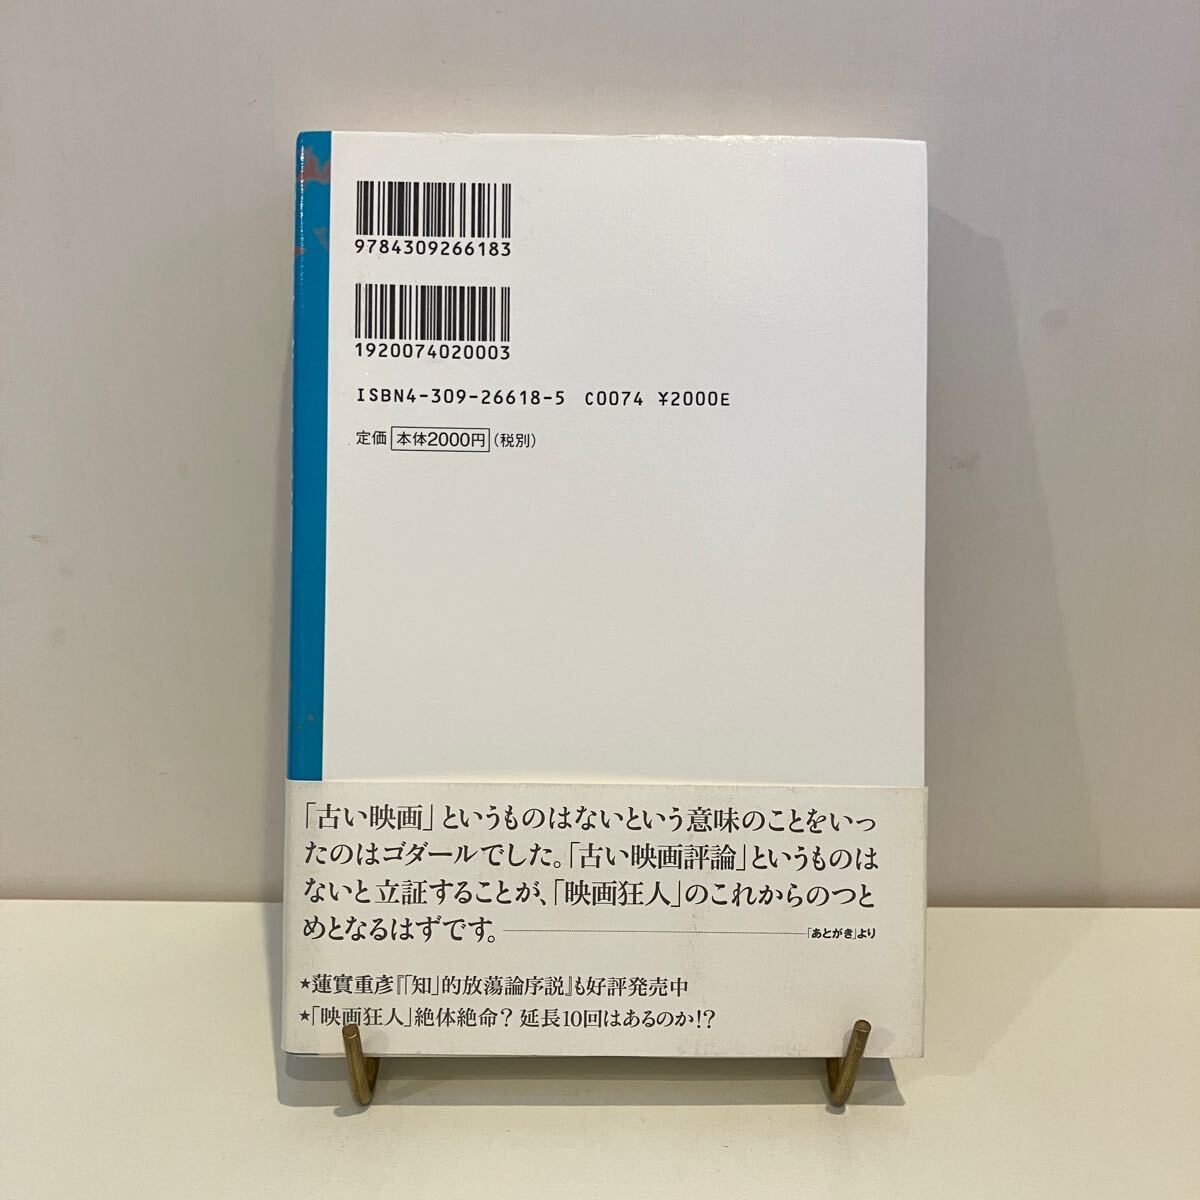 9784309266183
1920074020003
ISBN4-309-26618-5 C0074 ¥2000E
定価 本体2000円(税別)
「古い映画」というものはないという意味のことをいっ
たのはゴダールでした。「古い映画評論」というものは
ないと立証することが、「映画狂人」のこれからのつと
めとなるはずです。「あとがき」より
★蓮實重彦『「知」的放蕩論序説』も好評発売中
★「映画狂人」絶体絶命? 延長10回はあるのか!?